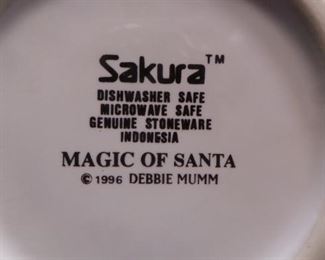 Sakura™
DISHWASHER SAFE
MICROWAVE SAFE
GENUINE STONEWARE
INDONESIA
MAGIC OF SANTA
© 1996 DEBBIE MUMM